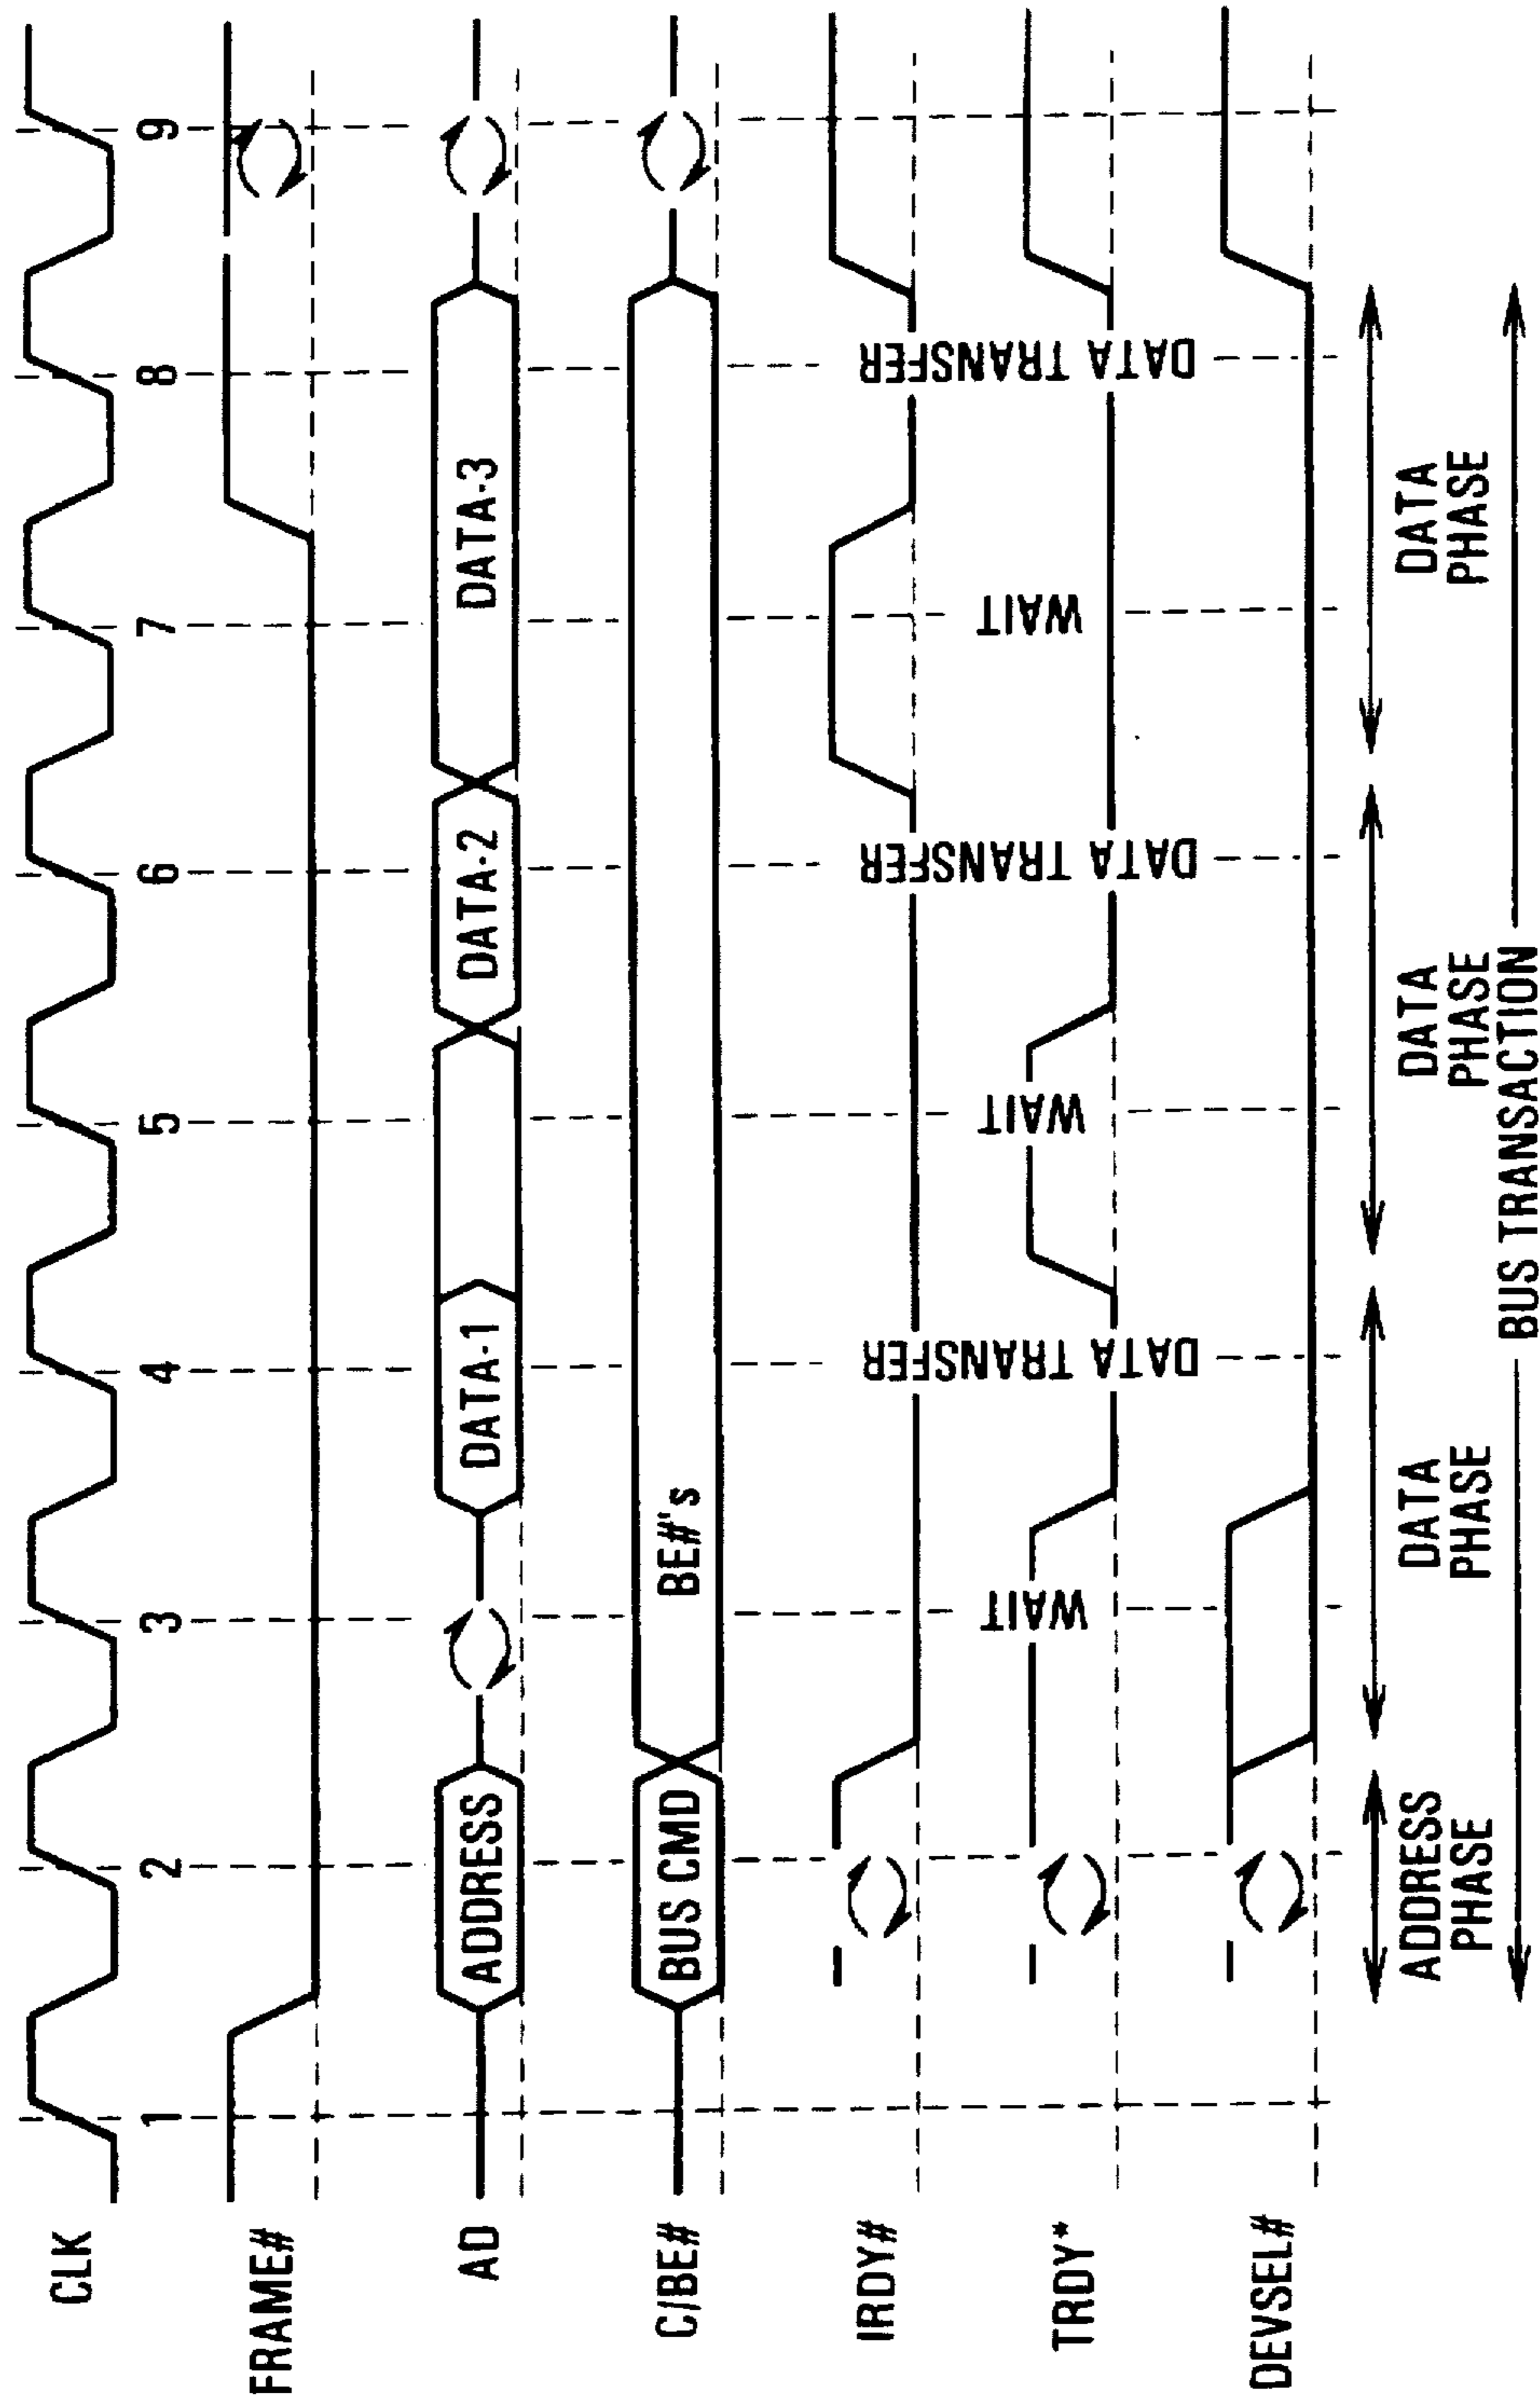 CLK
1
2
3
4
5
6
7
8
9
FRAME#
AD
ADDRESS
DATA-1
DATA-2
DATA-3
C/BE#
BUS CMD
BE#'s
IRDY#
TRDY*
WAIT
DATA TRANSFER
WAIT
DATA TRANSFER
WAIT
DATA TRANSFER
DEVSEL#
ADDRESS
PHASE
DATA
PHASE
DATA
PHASE
DATA
PHASE
BUS TRANSACTION